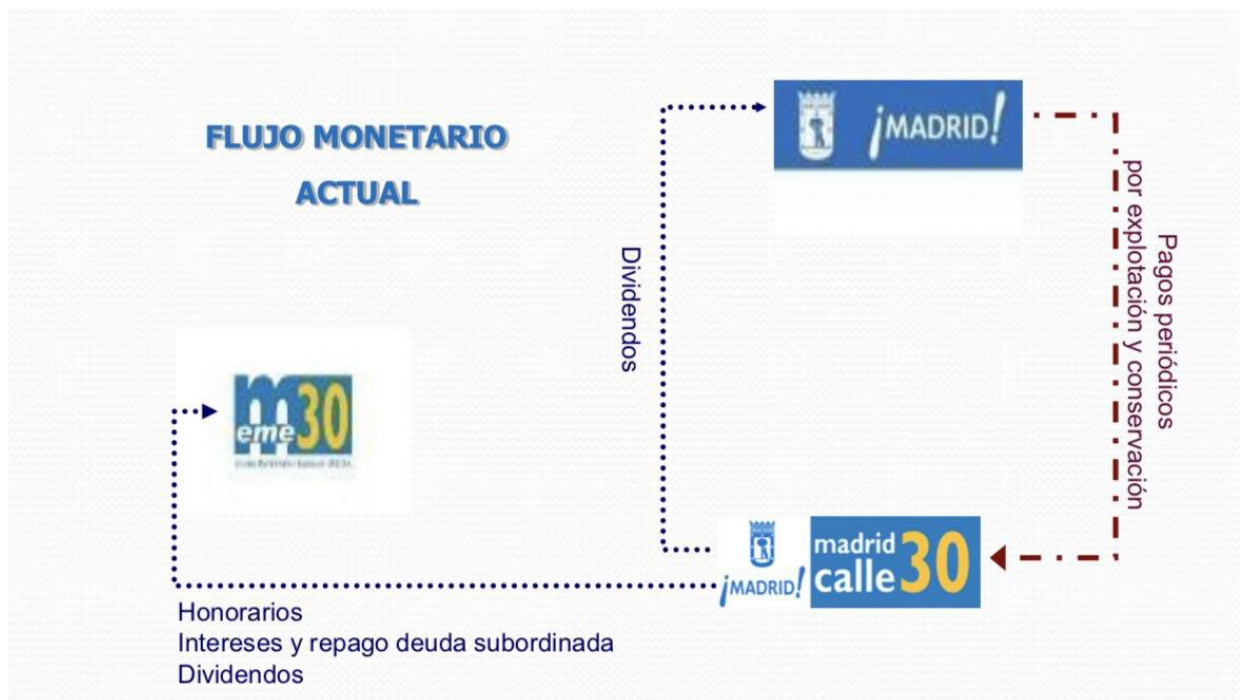 FLUJO MONETARIO
ACTUAL
¡MADRID!
Dividendos
Pagos periódicos
por explotación y conservación
eme30
¡MADRID!
madrid
calle30
Honorarios
Intereses y repago deuda subordinada
Dividendos